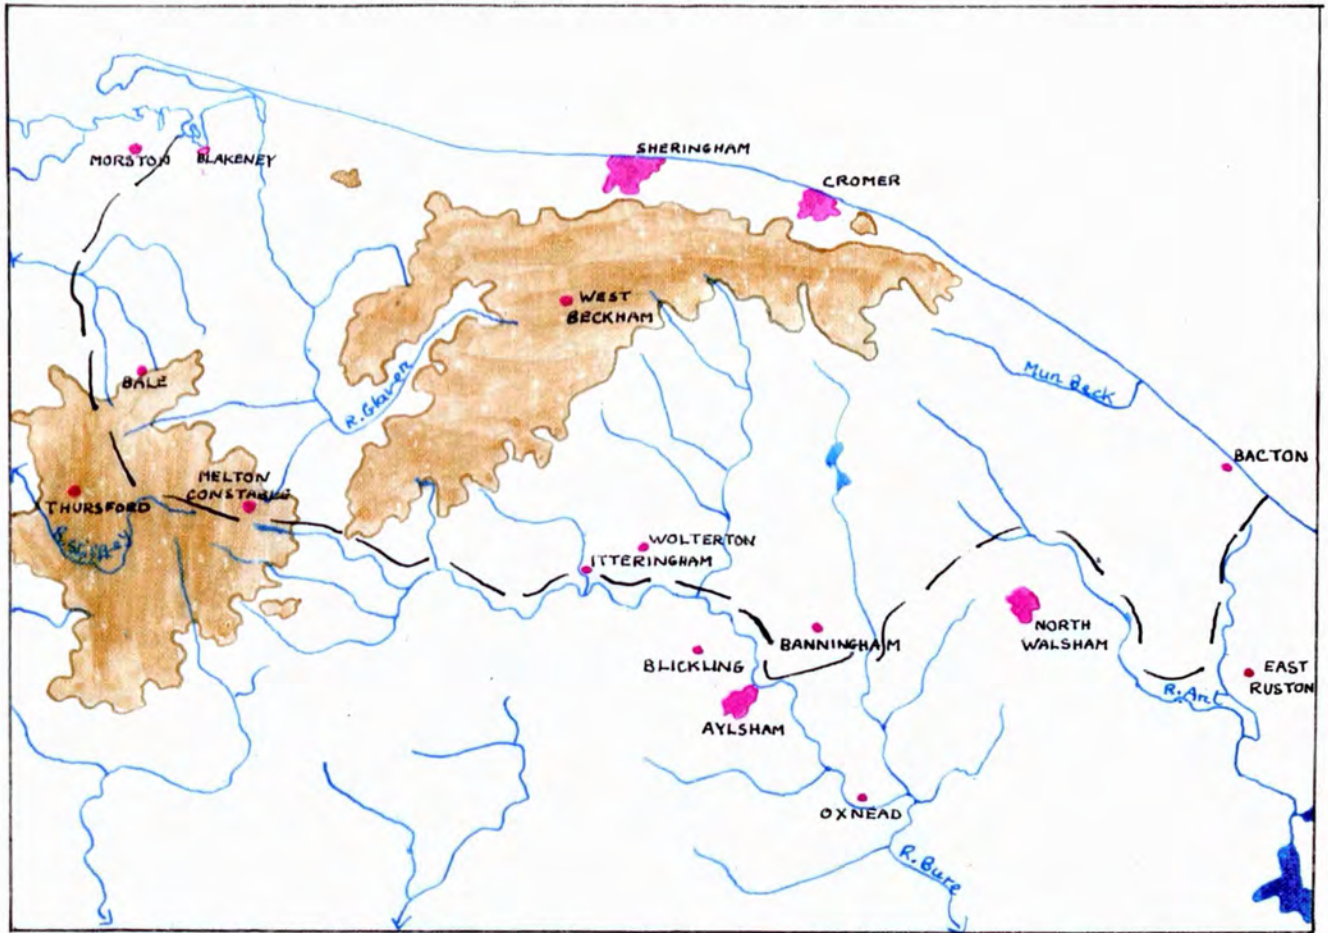 SHERINGHAM
MORSTON
BLAKENEY
CROMER
WEST
BECKHAM
Mun Beck
BALE
R. Glaven
BACTON
MELTON
CONSTABLE
THURSFORD
WOLTERTON
ITTERINGHAM
NORTH
WALSHAM
BANNINGHAM
BLICKLING
EAST
RUSTON
R. Ant
AYLSHAM
OXNEAD
R. Bure